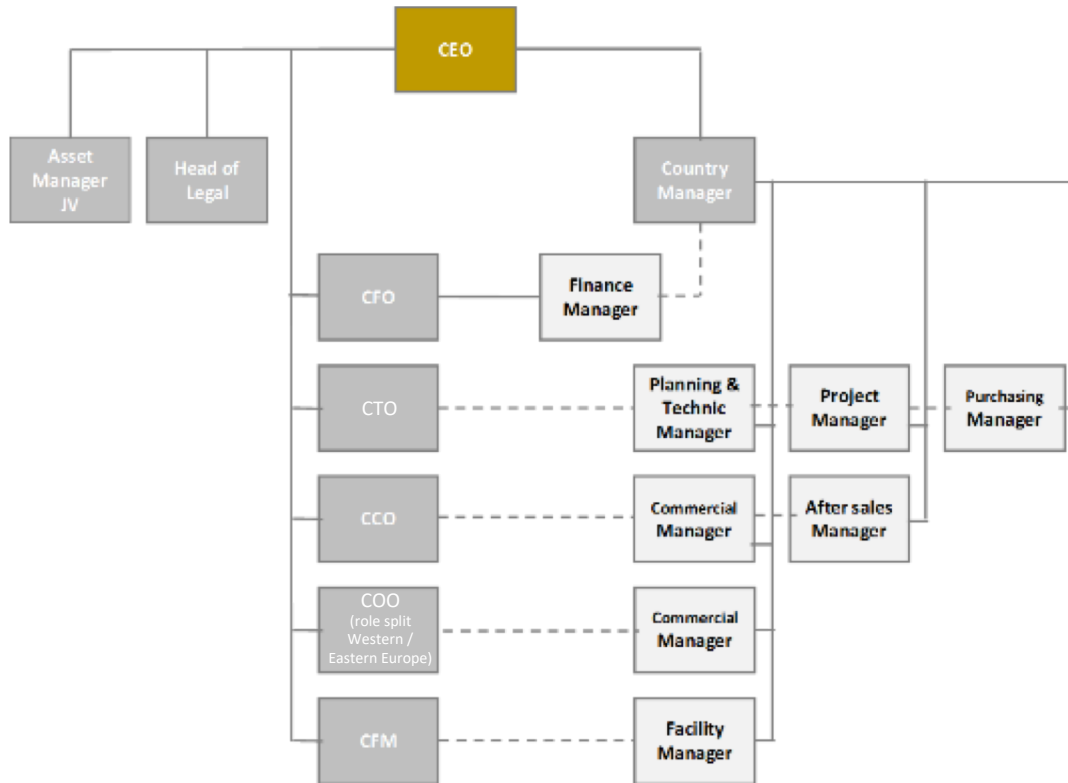 CEO
Asset
Manager
JV
Head of
Legal
Country
Manager
CFO
Finance
Manager
CTO
Planning &
Technic
Manager
Project
Manager
Purchasing
Manager
CCO
Commercial
Manager
After sales
Manager
COO
(role split
Western /
Eastern Europe)
Commercial
Manager
CFM
Facility
Manager